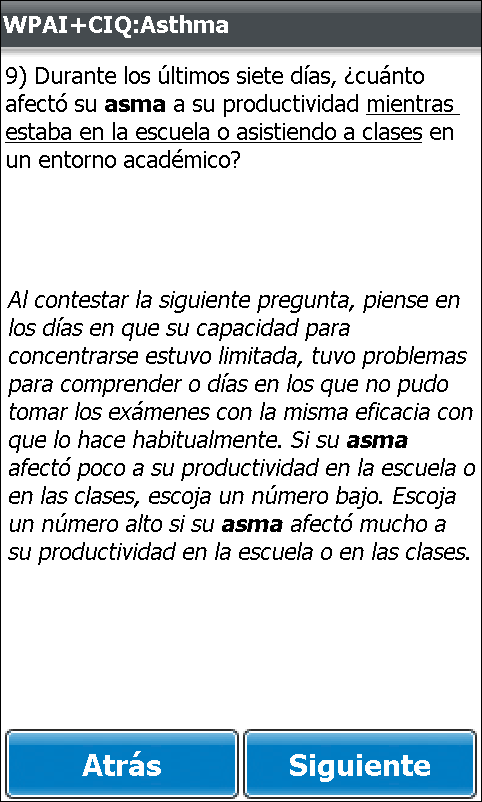 WPAI+CIQ:Asthma
9) Durante los últimos siete días, ¿cuánto
afectó su asma a su productividad mientras
estaba en la escuela o asistiendo a clases en
un entorno académico?
Al contestar la siguiente pregunta, piense en
los días en que su capacidad para
concentrarse estuvo limitada, tuvo problemas
para comprender o días en los que no pudo
tomar los exámenes con la misma eficacia con
que lo hace habitualmente. Si su asma
afectó poco a su productividad en la escuela o
en las clases, escoja un número bajo. Escoja
un número alto si su asma afectó mucho a
su productividad en la escuela o en las clases.
Atrás
Siguiente